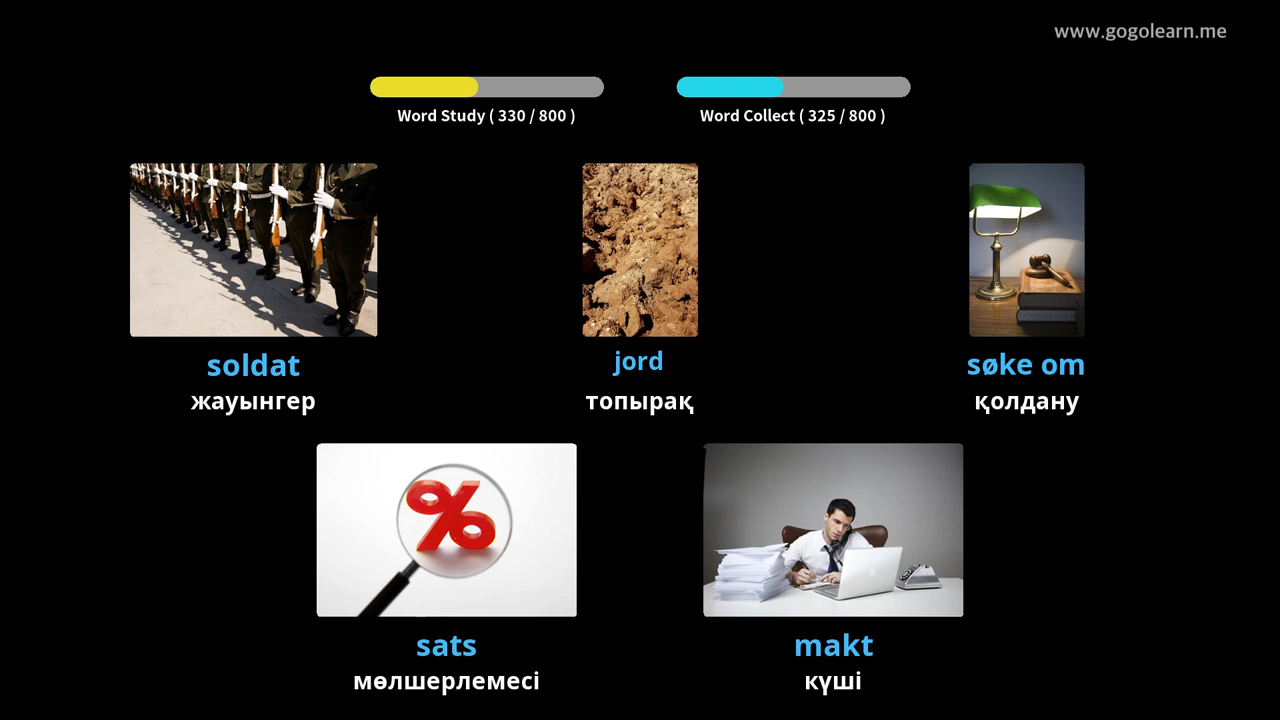 www.gogolearn.me
Word Study ( 330 / 800 )
Word Collect ( 325 / 800 )
soldat
жауынгер
jord
топырақ
søke om
қолдану
%
sats
мөлшерлемесі
makt
күші